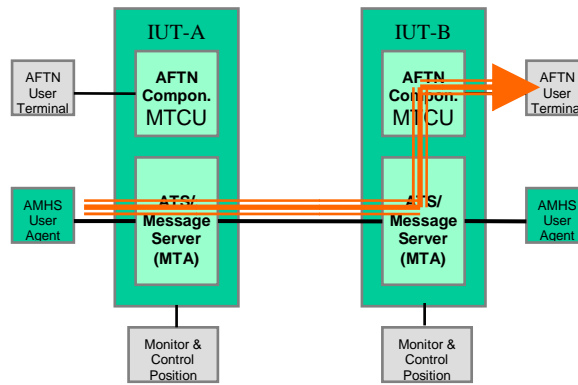 IUT-A
IUT-B
AFTN
User
Terminal
AFTN
Compon.
MTCU
AFTN
Compon.
MTCU
AFTN
User
Terminal
AMHS
User
Agent
ATS/
Message
Server
(MTA)
ATS/
Message
Server
(MTA)
AMHS
User
Agent
Monitor &
Control
Position
Monitor &
Control
Position